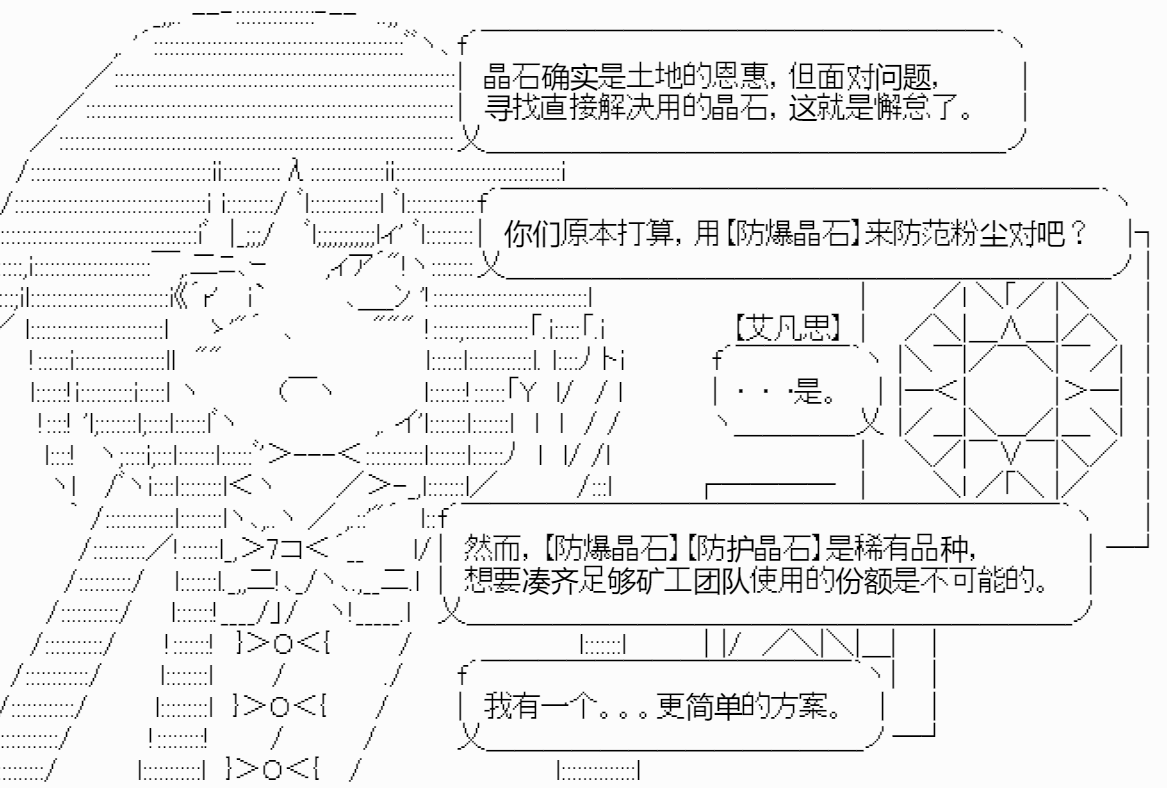 晶石确实是土地的恩惠，但面对问题，
寻找直接解决用的晶石，这就是懈怠了。
你们原本打算，用【防爆晶石】来防范粉尘对吧？
【艾凡思】
・・・是。
然而，【防爆晶石】【防护晶石】是稀有品种，
想要凑齐足够矿工团队使用的份额是不可能的。
我有一个。。。更简单的方案。